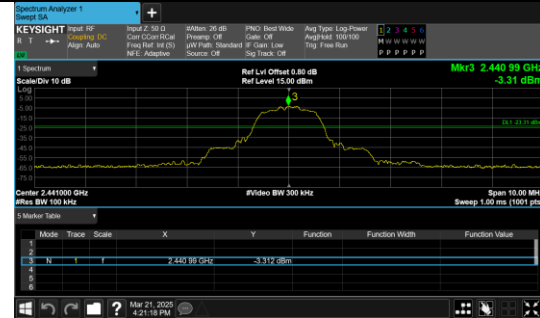 Spectrum Analyzer 1
Swept SA
+
KEYSIGHT Input: RF Input Z: 50 Ω #Atten: 26 dB PNO: Best Wide Avg Type: Log-Power 1 2 3 4 5 6
R T Coupling: DC Corr CCorr RCal Preamp: Off Gate: Off Avg|Hold: 100/100 M W W W W W
Align: Auto Freq Ref: Int (S) µW Path: Standard IF Gain: Low Trig: Free Run P P P P P P
NFE: Adaptive Source: Off Sig Track: Off
1 Spectrum Ref Lvl Offset 0.80 dB Mkr3 2.440 99 GHz
Scale/Div 10 dB Ref Level 15.00 dBm -3.31 dBm
Log
5.00
3
-5.00
-15.0
DL1 -23.31 dBm
-25.0
-35.0
-45.0
-55.0
-65.0
-75.0
Center 2.441000 GHz #Video BW 300 kHz Span 10.00 MHz
#Res BW 100 kHz Sweep 1.00 ms (1001 pts)
5 Marker Table
Mode Trace Scale X Y Function Function Width Function Value
1
2
3 N 1 f 2.440 99 GHz -3.312 dBm
4
5
6
? Mar 21, 2025
4:21:18 PM